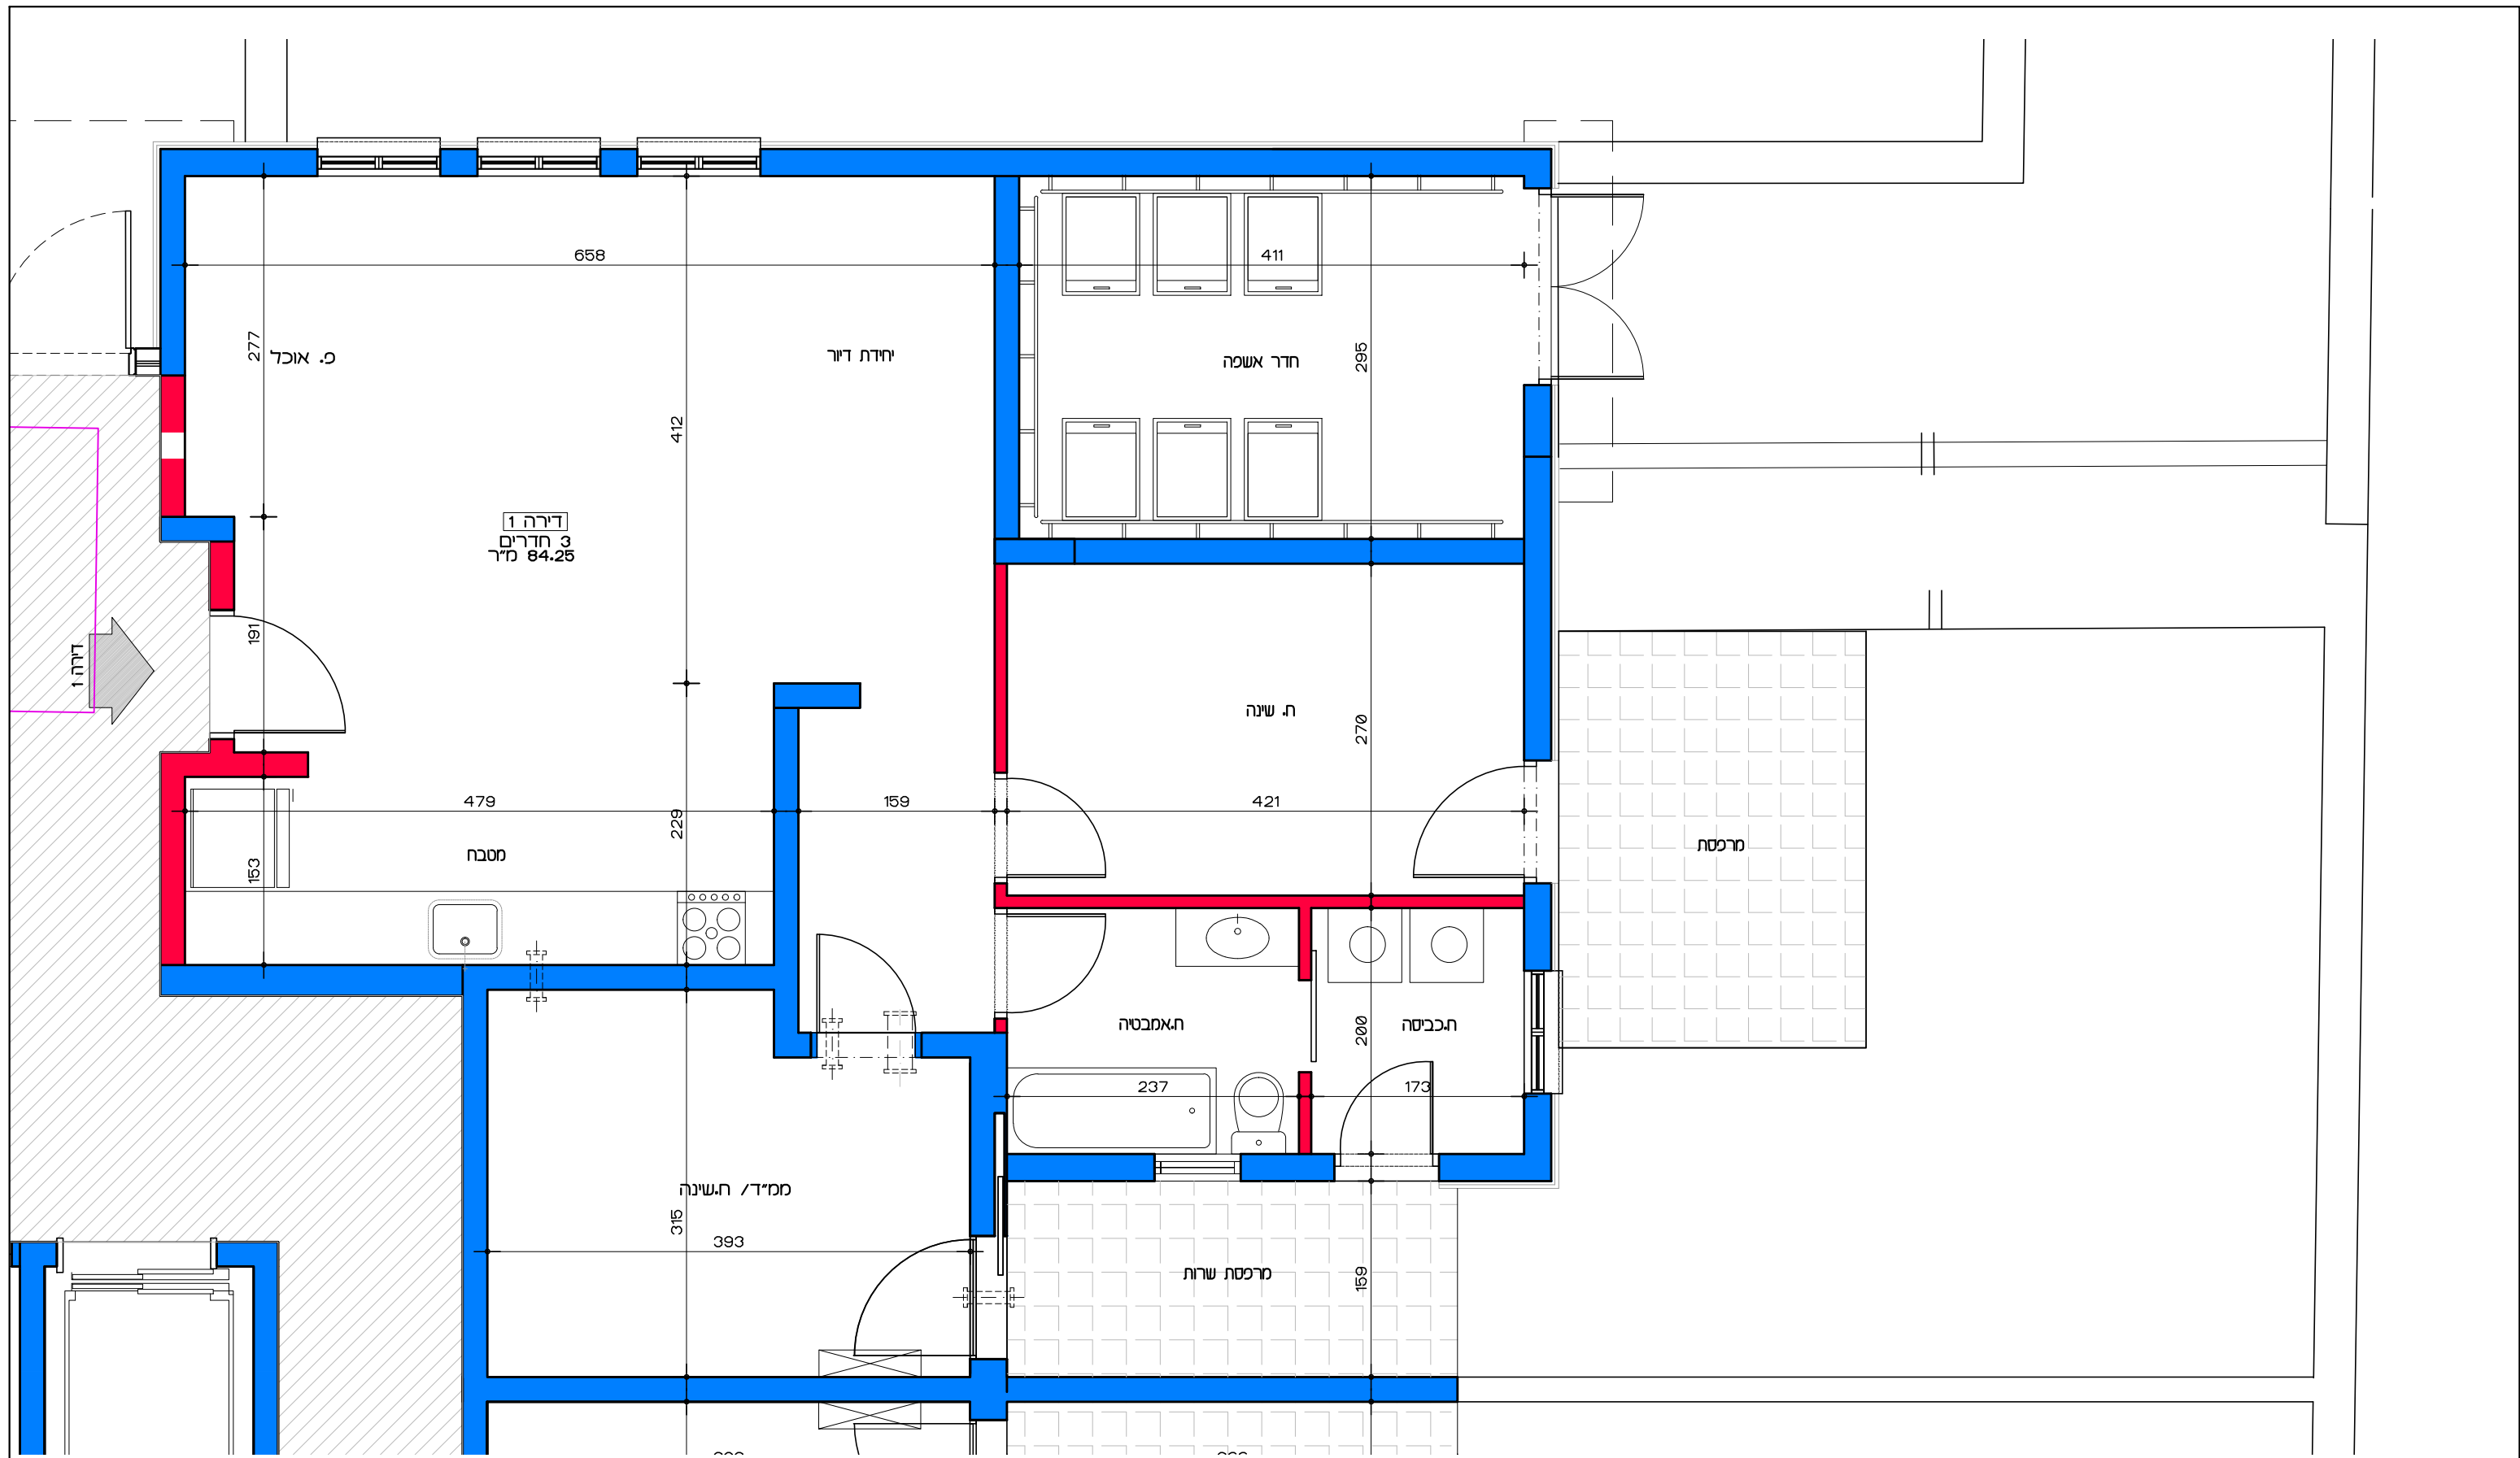 658
411
277
פ. אוכל
יחידת דיור
חדר אשפה
295
412
דירה 1
3 חדרים
84.25 מ"ר
191
דירה 1
ח. שינה
270
479
159
421
229
153
מטבח
מרפסת
ח.אמבטיה
ח.כביסה
200
237
173
ממ"ד/ ח.שינה
315
393
מרפסת שרות
159